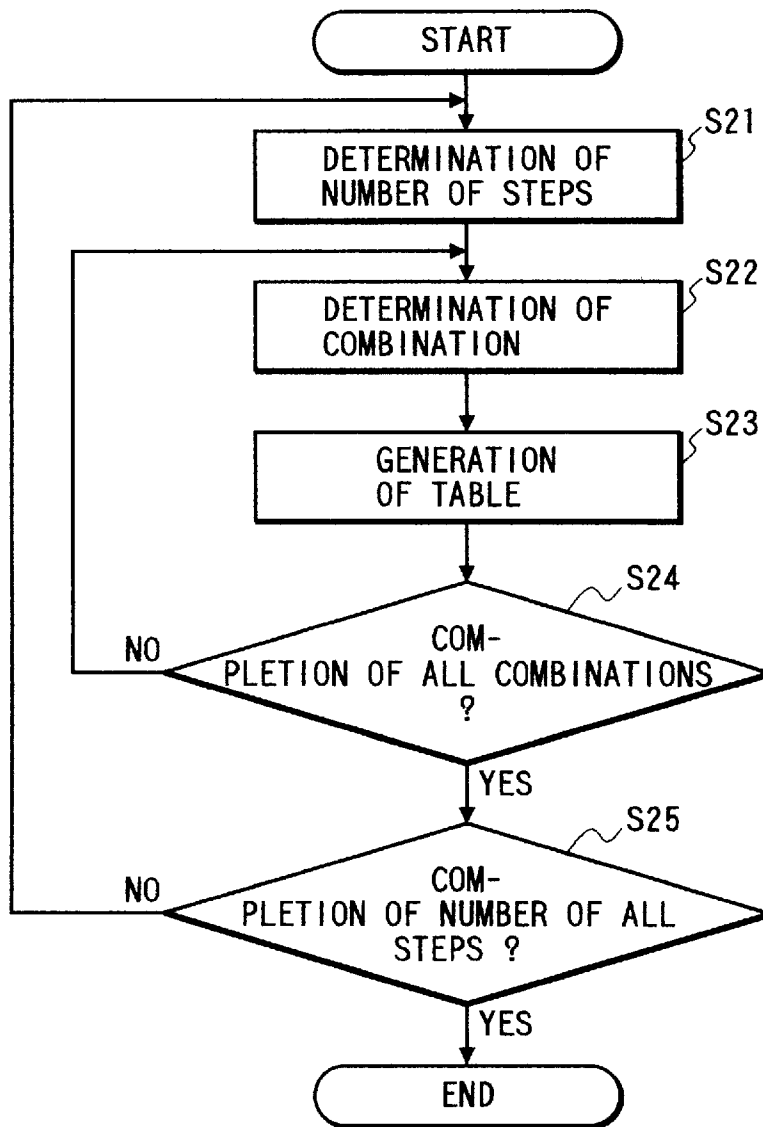 START
S21
DETERMINATION OF
NUMBER OF STEPS
S22
DETERMINATION OF
COMBINATION
S23
GENERATION
OF TABLE
S24
NO
COM-
PLETION OF ALL COMBINATIONS
?
YES
S25
NO
COM-
PLETION OF NUMBER OF ALL
STEPS ?
YES
END